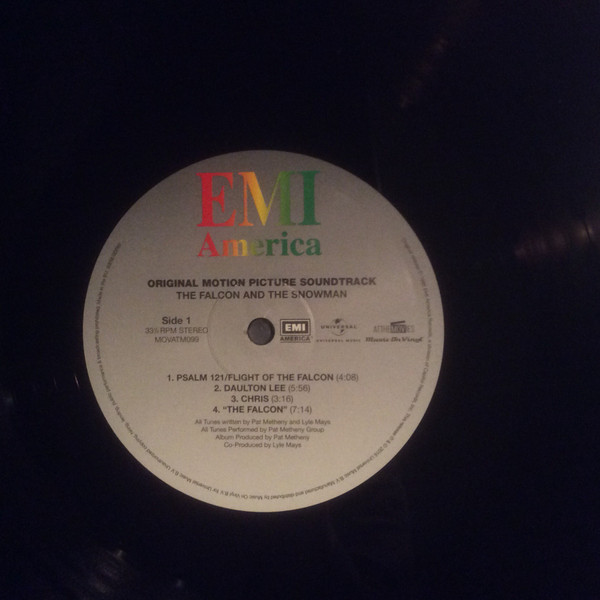 EMI
America
ORIGINAL MOTION PICTURE SOUNDTRACK
THE FALCON AND THE SNOWMAN
Side 1
33⅓ RPM STEREO
MOVATM099
EMI
AMERICA
UNIVERSAL
UNIVERSAL MUSIC
AT THE MOVIES
Music On Vinyl
1. PSALM 121/FLIGHT OF THE FALCON (4:08)
2. DAULTON LEE (5:56)
3. CHRIS (3:16)
4. "THE FALCON" (7:14)
All Tunes written by Pat Metheny and Lyle Mays
All Tunes Performed by Pat Metheny Group
Album Produced by Pat Metheny
Co-Produced by Lyle Mays